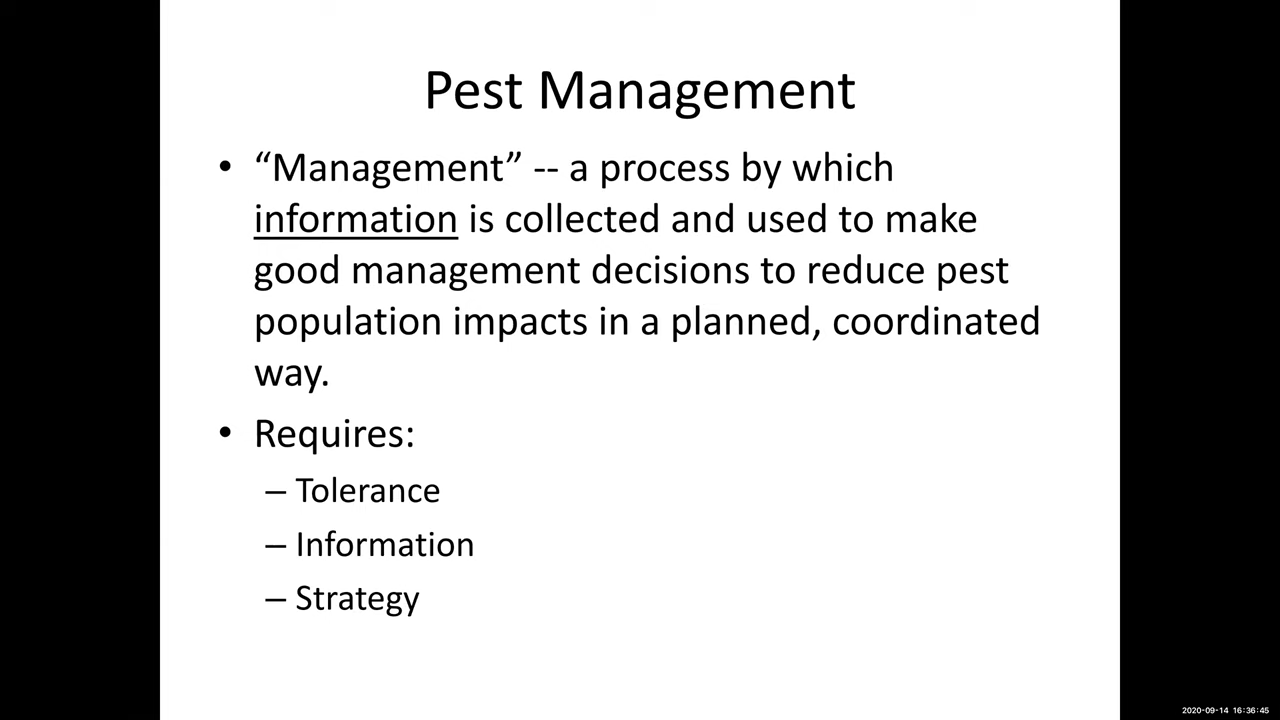 Pest Management
• “Management” -- a process by which
information is collected and used to make
good management decisions to reduce pest
population impacts in a planned, coordinated
way.
• Requires:
– Tolerance
– Information
– Strategy
2020-09-14 16:36:45